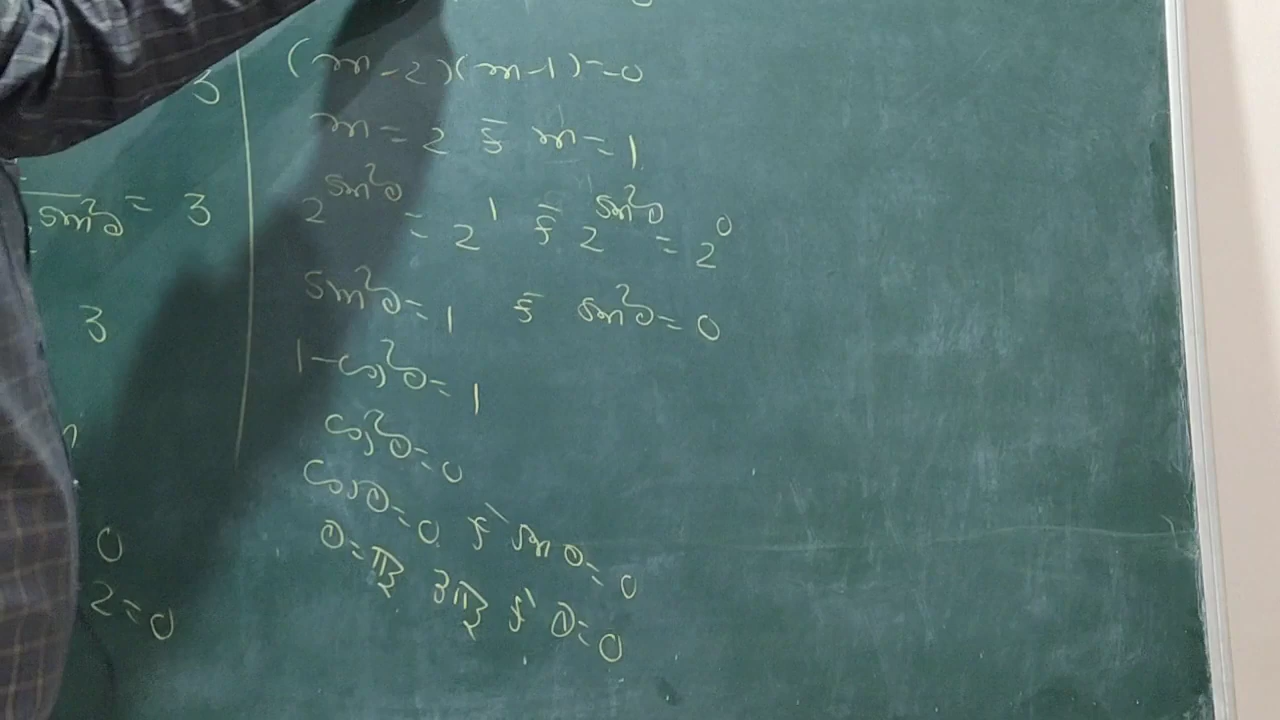 3
sin²θ = 3
3
0
2 = 0
(m - 2)(m - 1) = 0
m = 2 કે m = 1
2^sin²θ = 2^1 કે 2^sin²θ = 2^0
sin²θ = 1 કે sin²θ = 0
1 - cos²θ = 1
cos²θ = 0
cosθ = 0 કે sinθ = 0
θ = π/2 3π/2 કે θ = 0